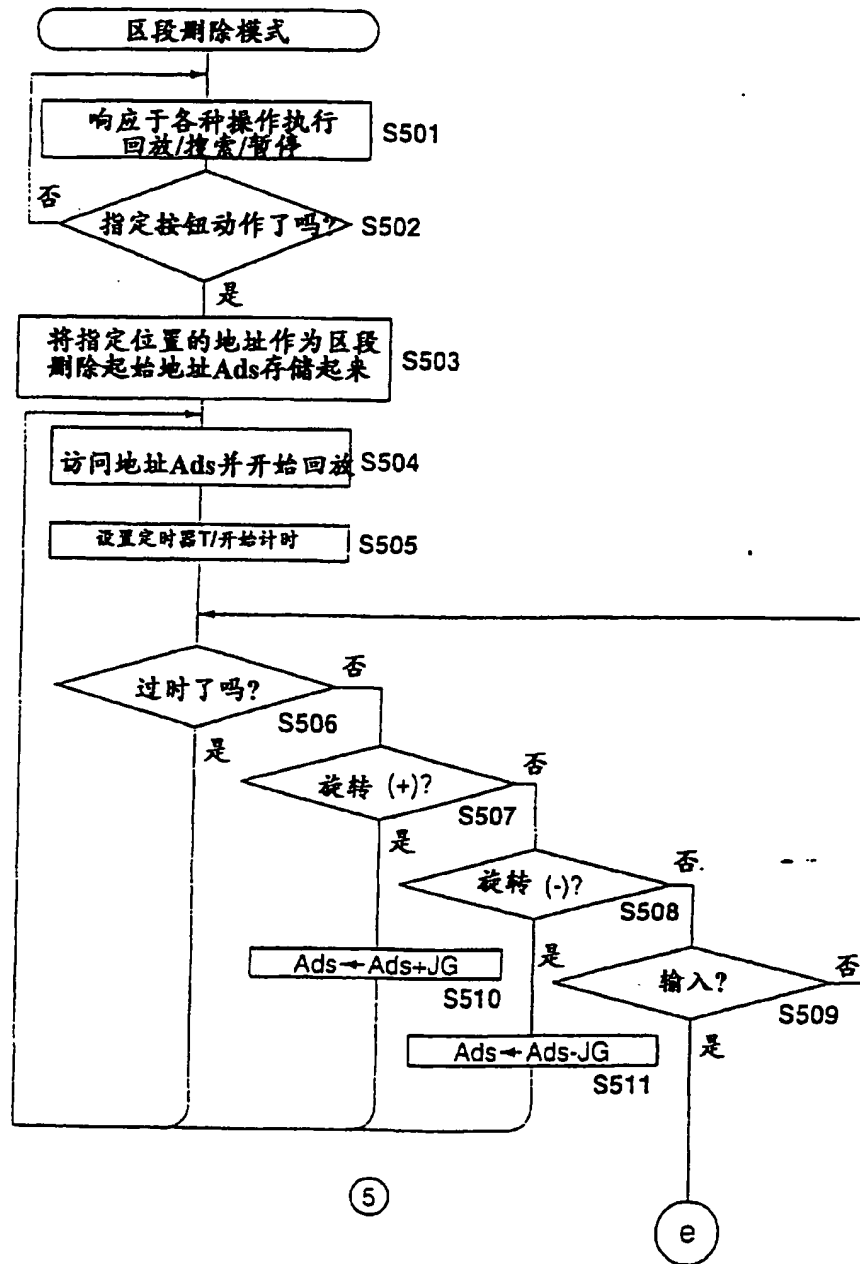 区段删除模式
响应于各种操作执行
回放/搜索/暂停
S501
否
指定按钮动作了吗?
S502
是
将指定位置的地址作为区段
删除起始地址Ads存储起来
S503
访问地址Ads并开始回放
S504
设置定时器T/开始计时
S505
过时了吗?
否
S506
是
旋转 (+)?
否
S507
是
旋转 (-)?
否
S508
是
Ads←Ads+JG
S510
输入?
否
S509
是
Ads←Ads-JG
S511
5
e